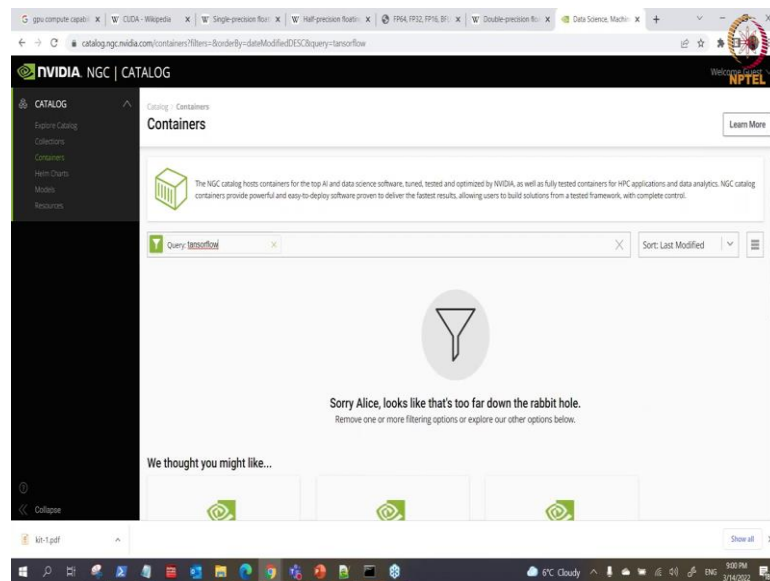 gpu compute capabil
CUDA - Wikipedia
Single-precision floati
Half-precision floating
FP64, FP32, FP16, BF
Double-precision flo
Data Science, Machin
catalog.ngc.nvidia.com/containers?filters=&orderBy=dateModifiedDESC&query=tansorflow
NVIDIA. NGC | CATALOG
Welcome Guest
NPTEL
CATALOG
Explore Catalog
Collections
Containers
Helm Charts
Models
Resources
Collapse
Catalog > Containers
Containers
Learn More
The NGC catalog hosts containers for the top AI and data science software, tuned, tested and optimized by NVIDIA, as well as fully tested containers for HPC applications and data analytics. NGC catalog
containers provide powerful and easy-to-deploy software proven to deliver the fastest results, allowing users to build solutions from a tested framework, with complete control.
Query: tansorflow
Sort: Last Modified
Sorry Alice, looks like that's too far down the rabbit hole.
Remove one or more filtering options or explore our other options below.
We thought you might like...
kit-1.pdf
Show all
6°C Cloudy
ENG
9:00 PM
3/14/2022